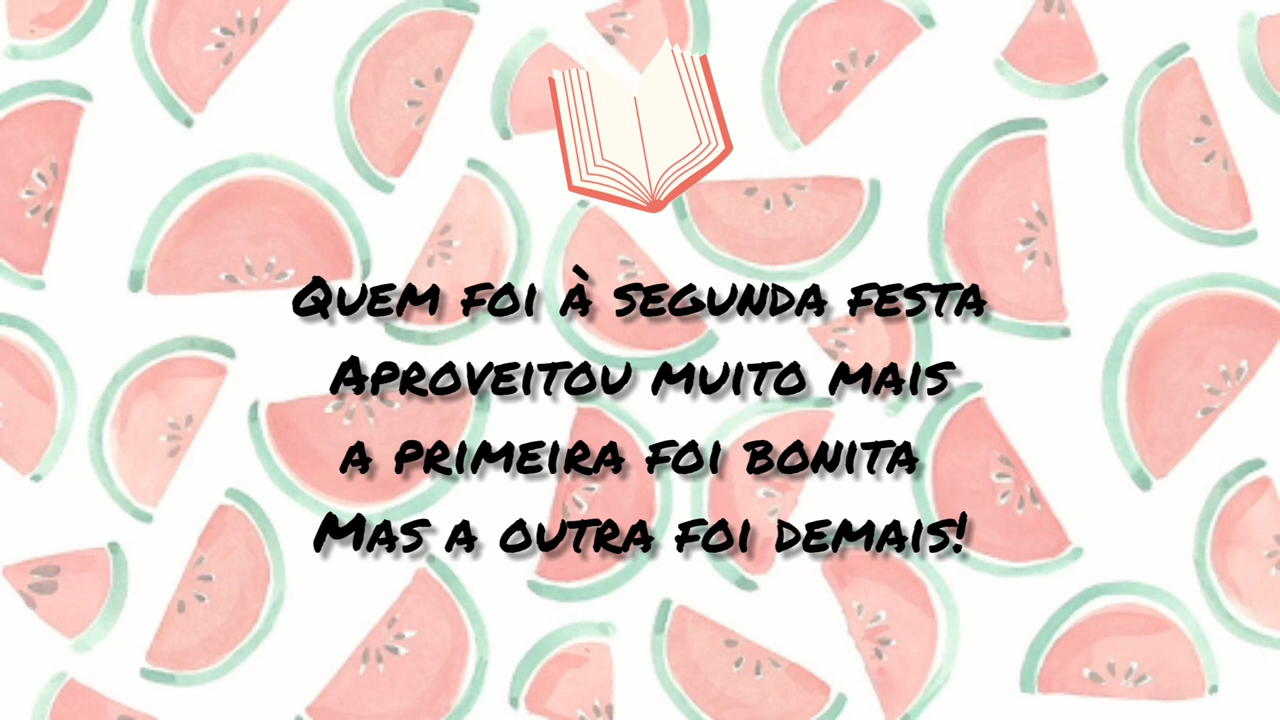 Quem foi à segunda festa
Aproveitou muito mais
a primeira foi bonita
Mas a outra foi demais!